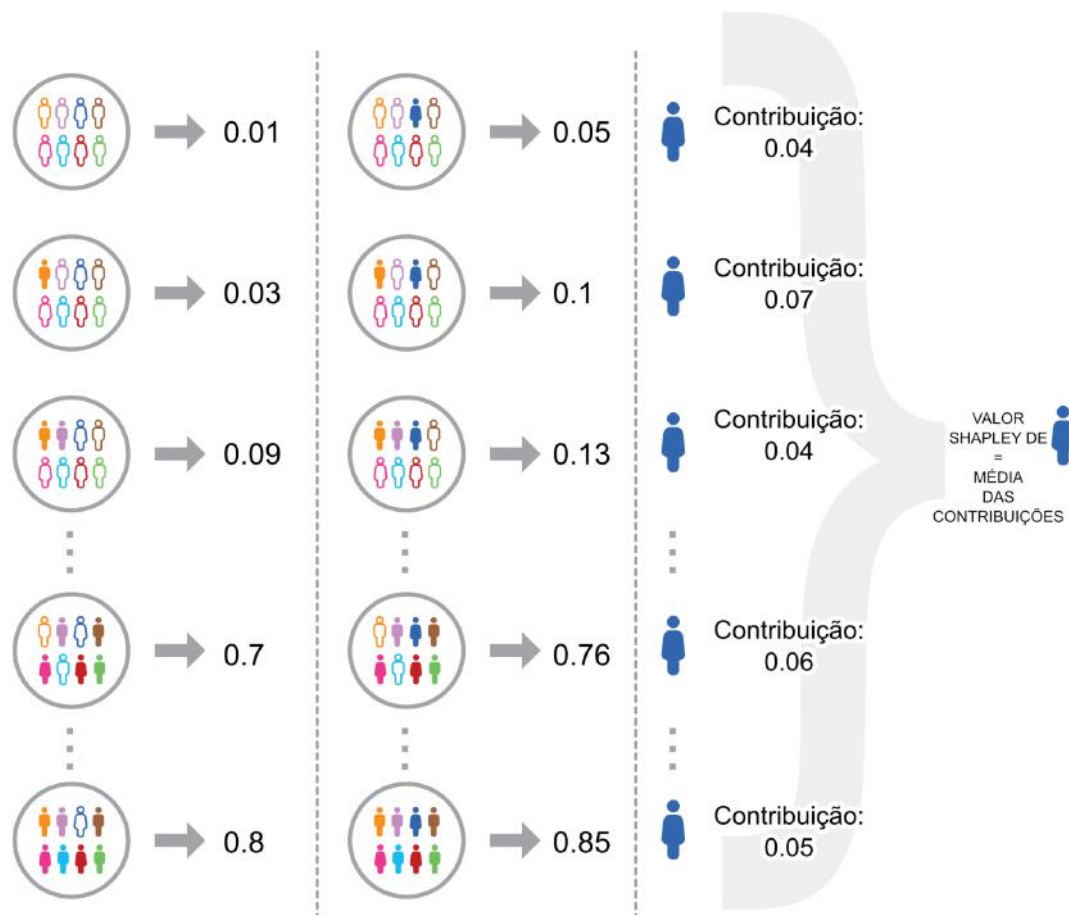 0.01
0.05
Contribuição:
0.04
0.03
0.1
Contribuição:
0.07
0.09
0.13
Contribuição:
0.04
VALOR
SHAPLEY DE
=
MÉDIA
DAS
CONTRIBUIÇÕES
0.7
0.76
Contribuição:
0.06
0.8
0.85
Contribuição:
0.05